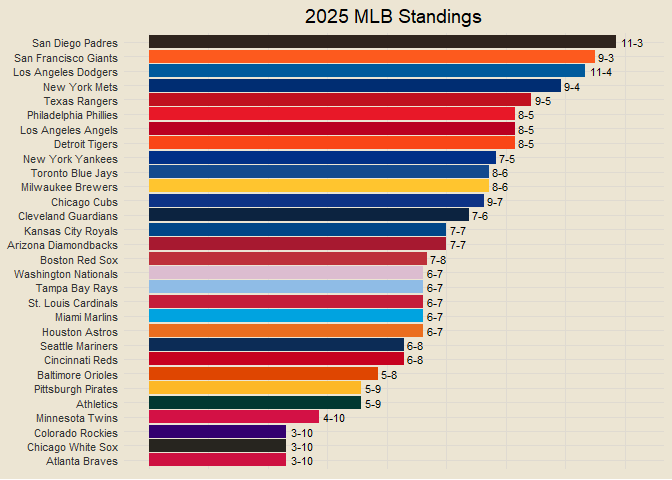 2025 MLB Standings
San Diego Padres 11-3
San Francisco Giants 9-3
Los Angeles Dodgers 11-4
New York Mets 9-4
Texas Rangers 9-5
Philadelphia Phillies 8-5
Los Angeles Angels 8-5
Detroit Tigers 8-5
New York Yankees 7-5
Toronto Blue Jays 8-6
Milwaukee Brewers 8-6
Chicago Cubs 9-7
Cleveland Guardians 7-6
Kansas City Royals 7-7
Arizona Diamondbacks 7-7
Boston Red Sox 7-8
Washington Nationals 6-7
Tampa Bay Rays 6-7
St. Louis Cardinals 6-7
Miami Marlins 6-7
Houston Astros 6-7
Seattle Mariners 6-8
Cincinnati Reds 6-8
Baltimore Orioles 5-8
Pittsburgh Pirates 5-9
Athletics 5-9
Minnesota Twins 4-10
Colorado Rockies 3-10
Chicago White Sox 3-10
Atlanta Braves 3-10